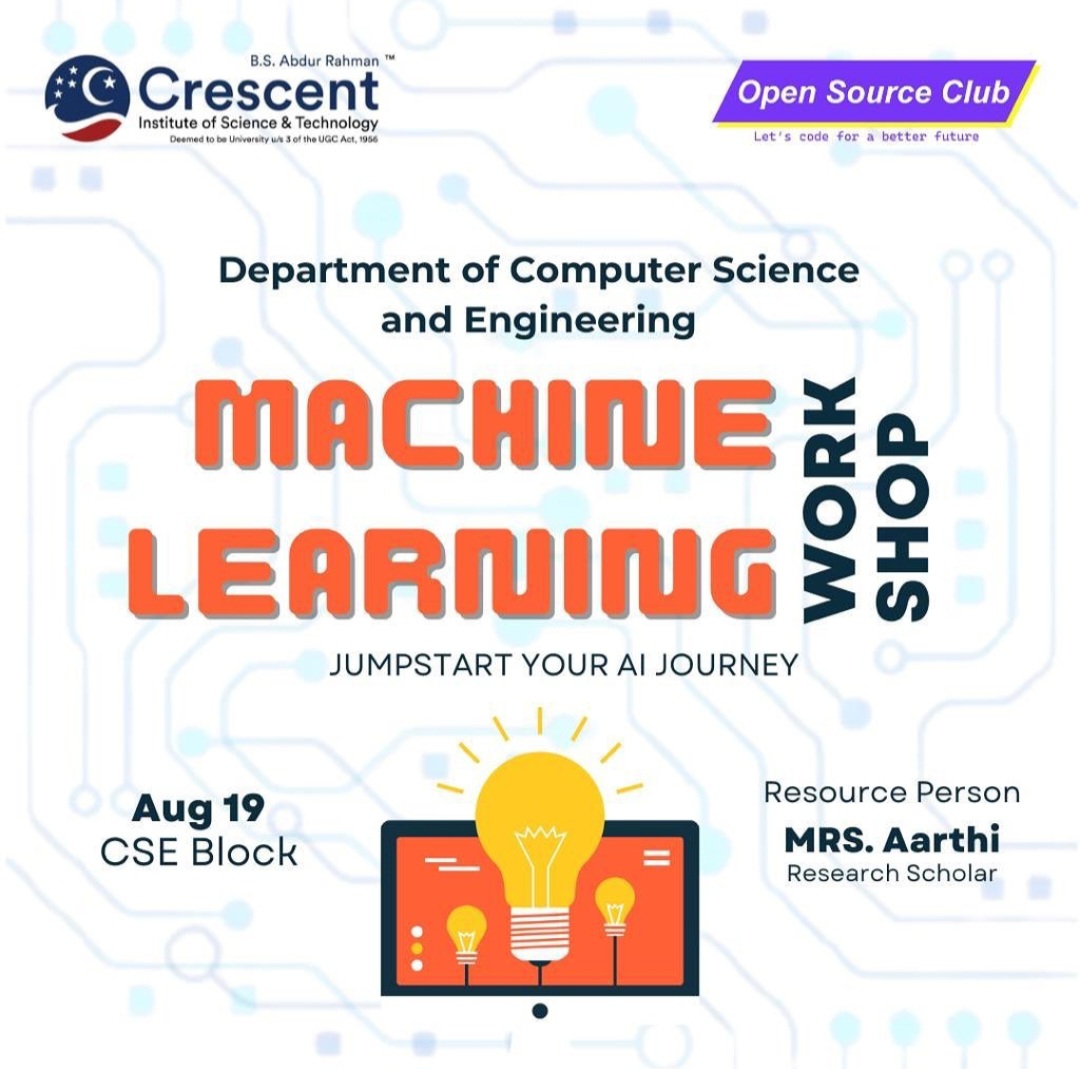 B.S. Abdur Rahman ™
Crescent
Institute of Science & Technology
Deemed to be University u/s 3 of the UGC Act, 1956
Open Source Club
Let's code for a better future
Department of Computer Science
and Engineering
MACHINE
LEARNING
WORK
SHOP
JUMPSTART YOUR AI JOURNEY
Aug 19
CSE Block
Resource Person
MRS. Aarthi
Research Scholar